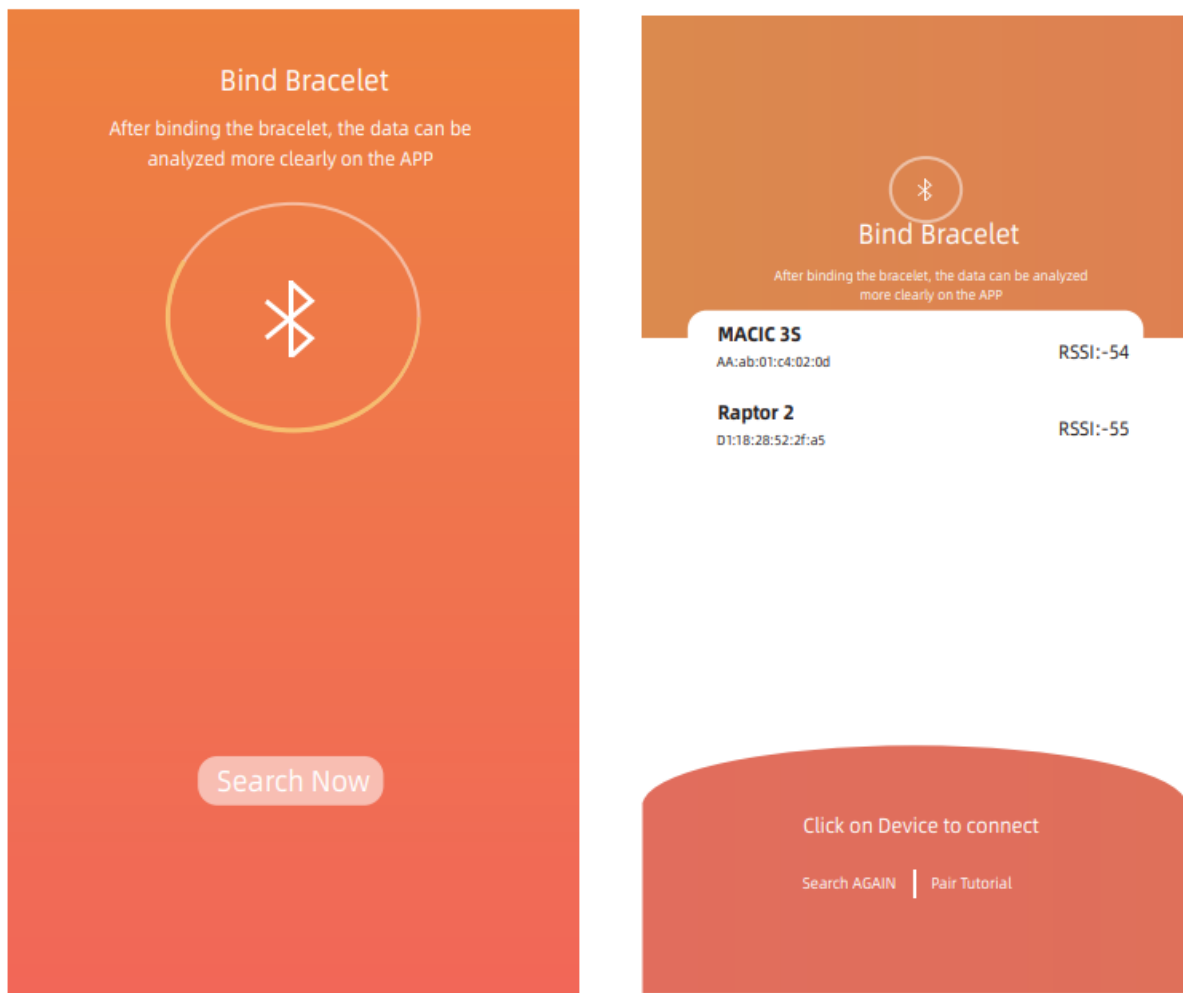 Bind Bracelet
After binding the bracelet, the data can be
analyzed more clearly on the APP
Search Now
Bind Bracelet
After binding the bracelet, the data can be analyzed
more clearly on the APP
MACIC 3S
AA:ab:01:c4:02:0d
RSSI:-54
Raptor 2
D1:18:28:52:2f:a5
RSSI:-55
Click on Device to connect
Search AGAIN
Pair Tutorial